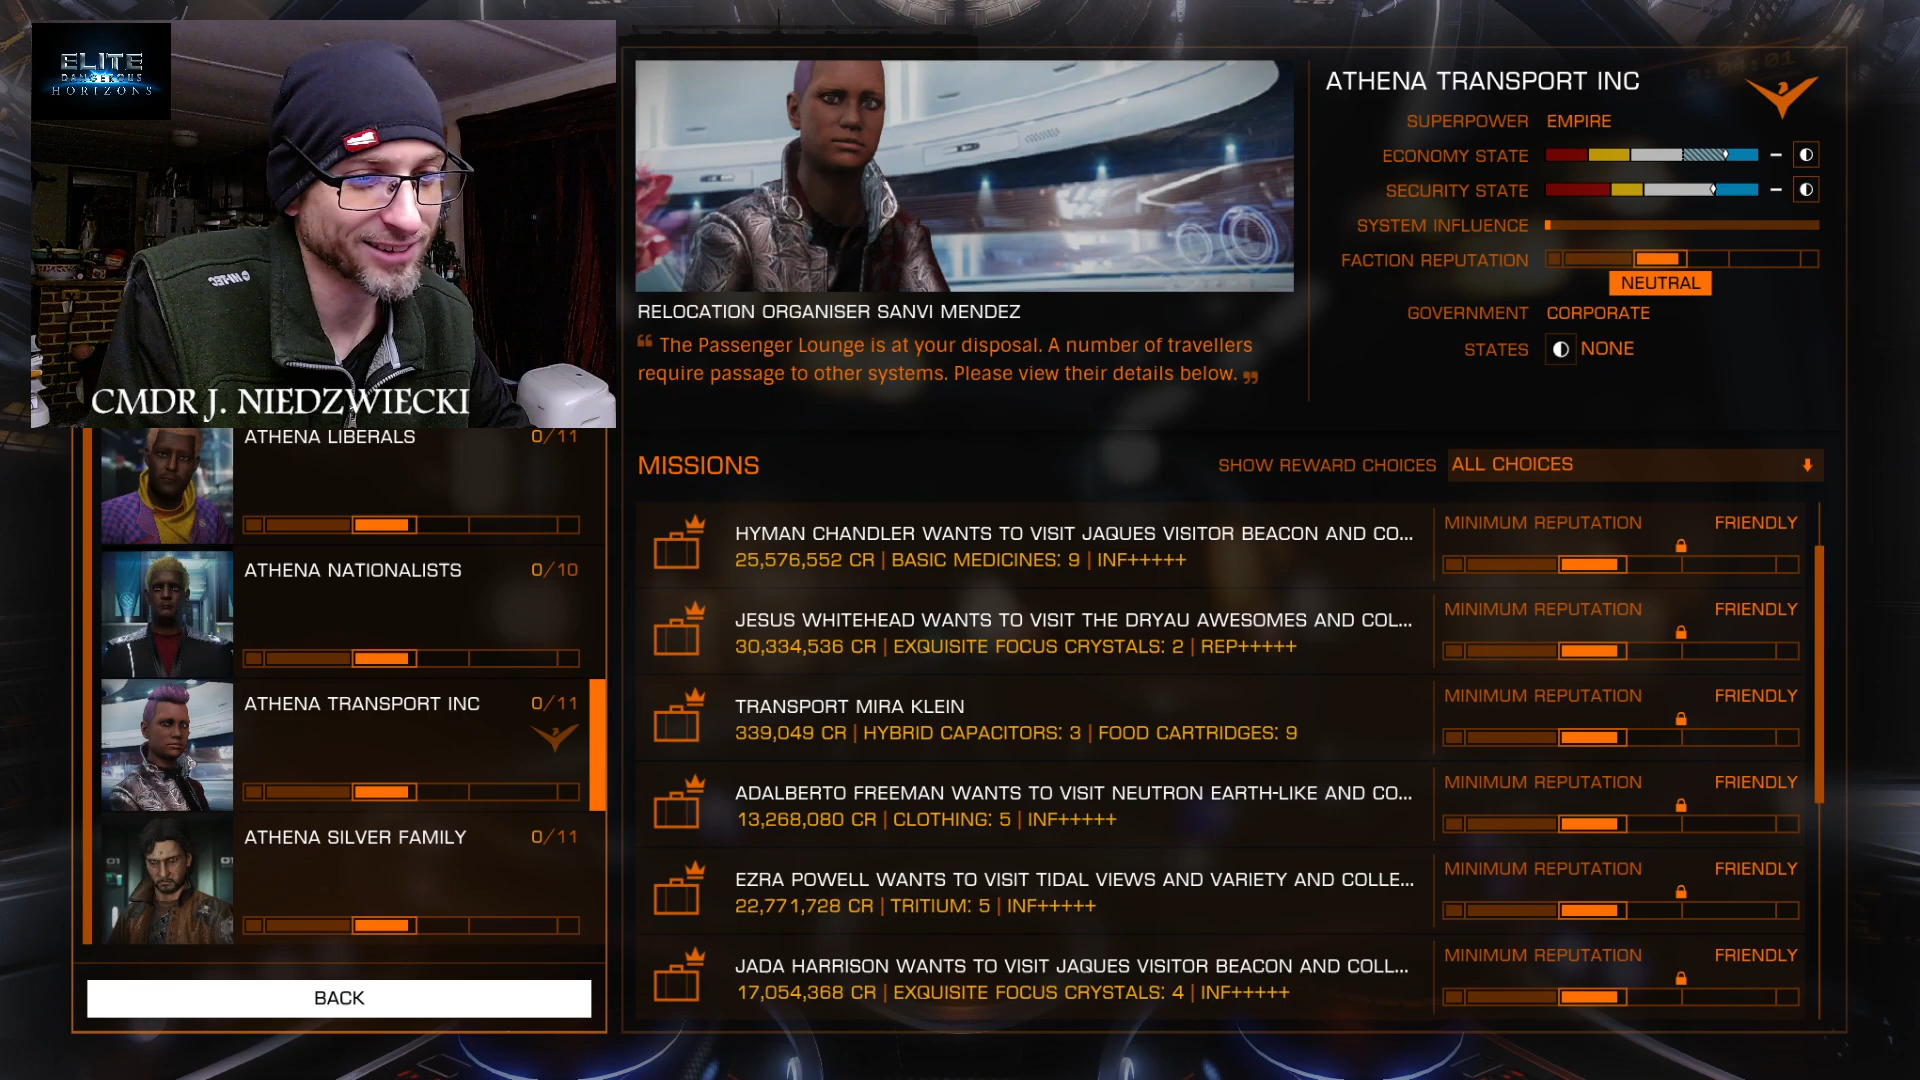 ELITE
DANGEROUS
HORIZONS
HI-TEC
CMDR J. NIEDZWIECKI
ATHENA LIBERALS 0/11
ATHENA NATIONALISTS 0/10
ATHENA TRANSPORT INC 0/11
ATHENA SILVER FAMILY 0/11
BACK
RELOCATION ORGANISER SANVI MENDEZ
“ The Passenger Lounge is at your disposal. A number of travellers
require passage to other systems. Please view their details below. ”
ATHENA TRANSPORT INC
SUPERPOWER EMPIRE
ECONOMY STATE
SECURITY STATE
SYSTEM INFLUENCE
FACTION REPUTATION
NEUTRAL
GOVERNMENT CORPORATE
STATES NONE
MISSIONS
SHOW REWARD CHOICES ALL CHOICES
HYMAN CHANDLER WANTS TO VISIT JAQUES VISITOR BEACON AND CO...
25,576,552 CR | BASIC MEDICINES: 9 | INF+++++
MINIMUM REPUTATION FRIENDLY
JESUS WHITEHEAD WANTS TO VISIT THE DRYAU AWESOMES AND COL...
30,334,536 CR | EXQUISITE FOCUS CRYSTALS: 2 | REP+++++
MINIMUM REPUTATION FRIENDLY
TRANSPORT MIRA KLEIN
339,049 CR | HYBRID CAPACITORS: 3 | FOOD CARTRIDGES: 9
MINIMUM REPUTATION FRIENDLY
ADALBERTO FREEMAN WANTS TO VISIT NEUTRON EARTH-LIKE AND CO...
13,268,080 CR | CLOTHING: 5 | INF+++++
MINIMUM REPUTATION FRIENDLY
EZRA POWELL WANTS TO VISIT TIDAL VIEWS AND VARIETY AND COLLE...
22,771,728 CR | TRITIUM: 5 | INF+++++
MINIMUM REPUTATION FRIENDLY
JADA HARRISON WANTS TO VISIT JAQUES VISITOR BEACON AND COLL...
17,054,368 CR | EXQUISITE FOCUS CRYSTALS: 4 | INF+++++
MINIMUM REPUTATION FRIENDLY